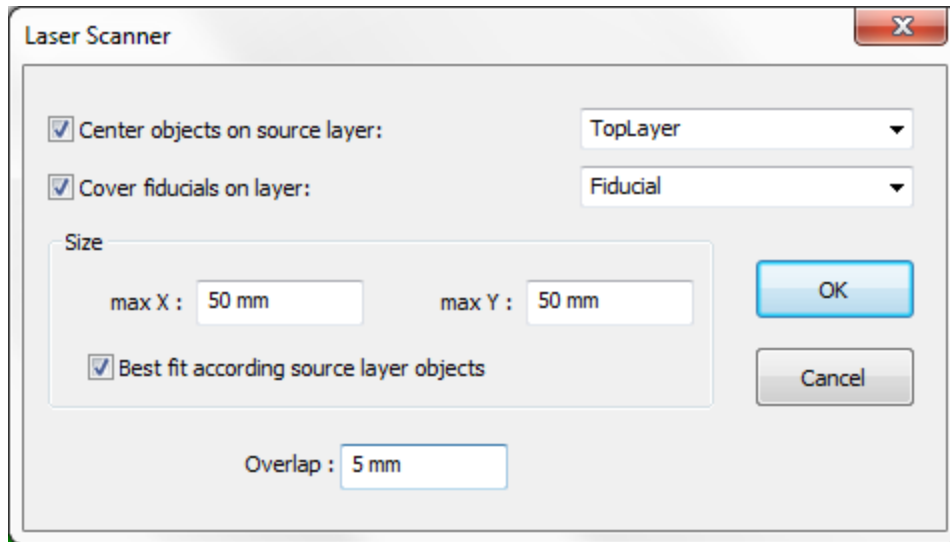 Laser Scanner
Center objects on source layer: TopLayer
Cover fiducials on layer: Fiducial
Size
max X : 50 mm max Y : 50 mm
OK
Best fit according source layer objects
Cancel
Overlap : 5 mm